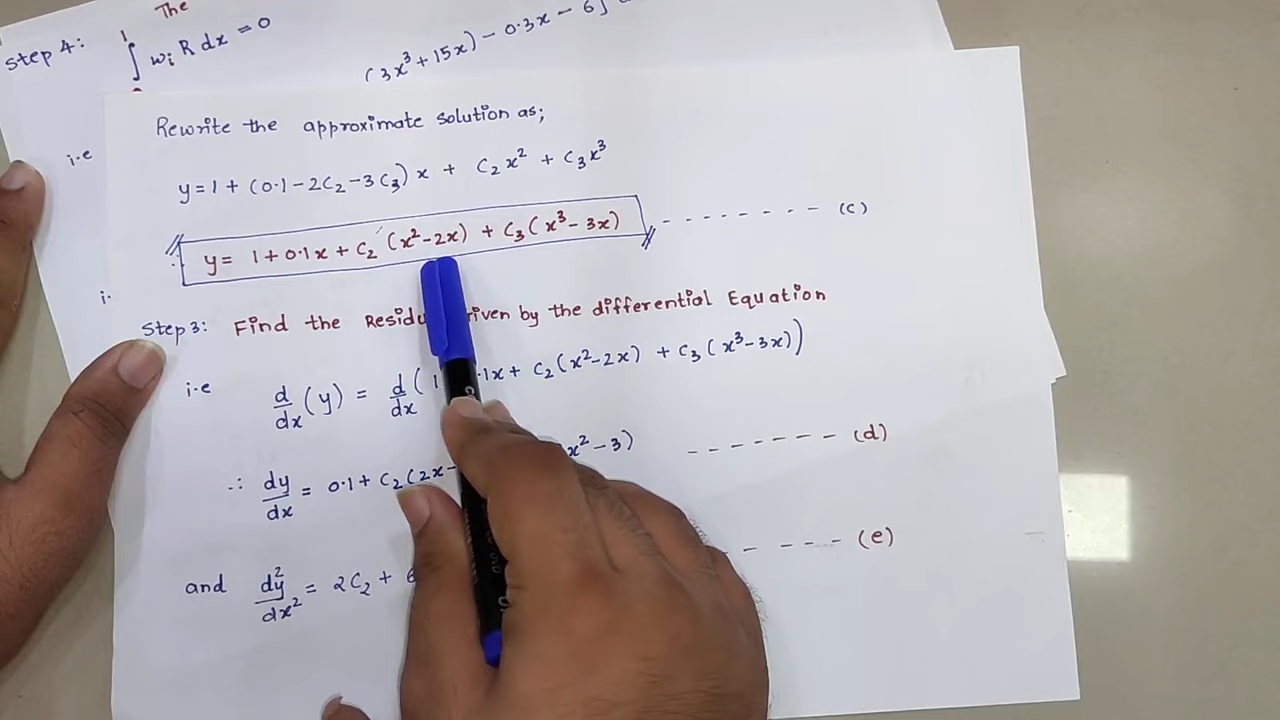 The
Step 4: ∫ wᵢ R dx = 0
1
(3x³ + 15x) - 0.3x - 6
i.e
Rewrite the approximate solution as;
y = 1 + (0.1 - 2C₂ - 3C₃) x + C₂x² + C₃x³
∴ y = 1 + 0.1x + C₂ (x² - 2x) + C₃ (x³ - 3x) -------- (c)
i.
Step 3: Find the Residu riven by the differential Equation
i.e d/dx (y) = d/dx (1 .1x + C₂ (x² - 2x) + C₃ (x³ - 3x))
∴ dy/dx = 0.1 + C₂ (2x - x² - 3) ------- (d)
and d²y/dx² = 2C₂ + 6 - --- (e)